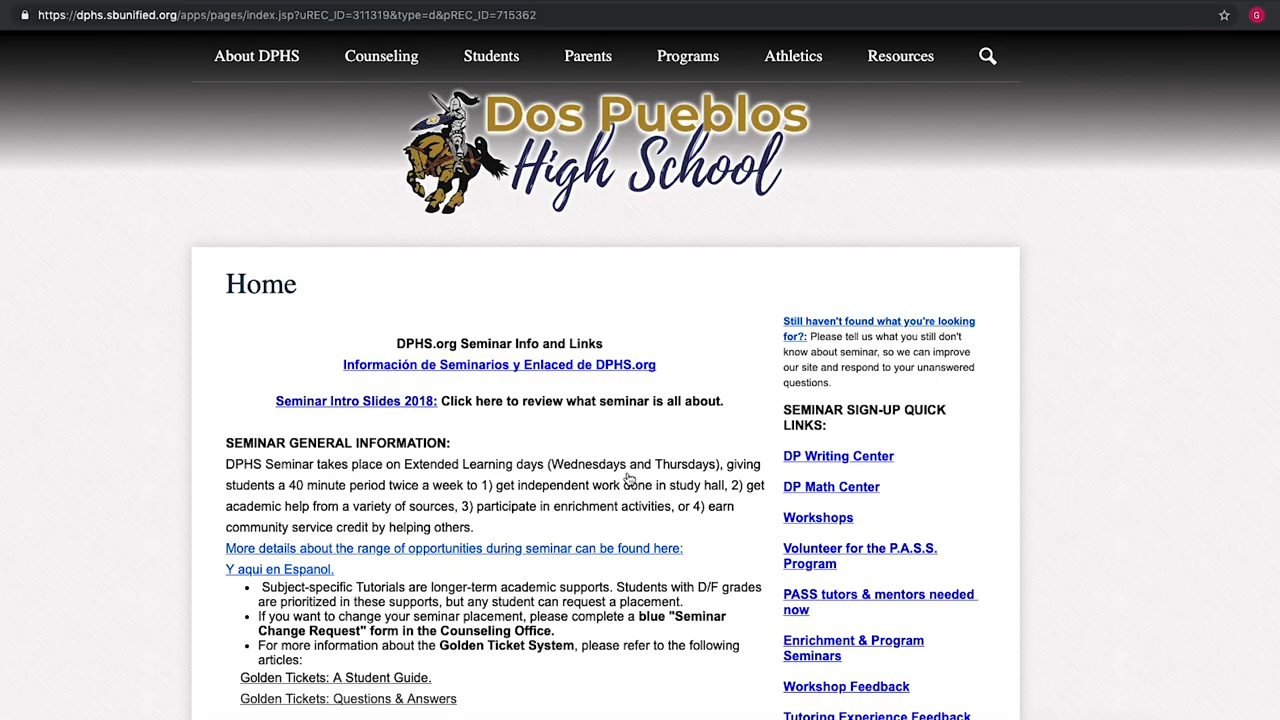 https://dphs.sbunified.org/apps/pages/index.jsp?uREC_ID=311319&type=d&pREC_ID=715362
G
About DPHS Counseling Students Parents Programs Athletics Resources
Dos Pueblos
High School
Home
DPHS.org Seminar Info and Links
Información de Seminarios y Enlaced de DPHS.org
Seminar Intro Slides 2018: Click here to review what seminar is all about.
SEMINAR GENERAL INFORMATION:
DPHS Seminar takes place on Extended Learning days (Wednesdays and Thursdays), giving
students a 40 minute period twice a week to 1) get independent work done in study hall, 2) get
academic help from a variety of sources, 3) participate in enrichment activities, or 4) earn
community service credit by helping others.
More details about the range of opportunities during seminar can be found here:
Y aqui en Espanol.
• Subject-specific Tutorials are longer-term academic supports. Students with D/F grades
are prioritized in these supports, but any student can request a placement.
• If you want to change your seminar placement, please complete a blue "Seminar
Change Request" form in the Counseling Office.
• For more information about the Golden Ticket System, please refer to the following
articles:
Golden Tickets: A Student Guide.
Golden Tickets: Questions & Answers
Still haven't found what you're looking
for?: Please tell us what you still don't
know about seminar, so we can improve
our site and respond to your unanswered
questions.
SEMINAR SIGN-UP QUICK
LINKS:
DP Writing Center
DP Math Center
Workshops
Volunteer for the P.A.S.S.
Program
PASS tutors & mentors needed
now
Enrichment & Program
Seminars
Workshop Feedback
Tutoring Experience Feedback